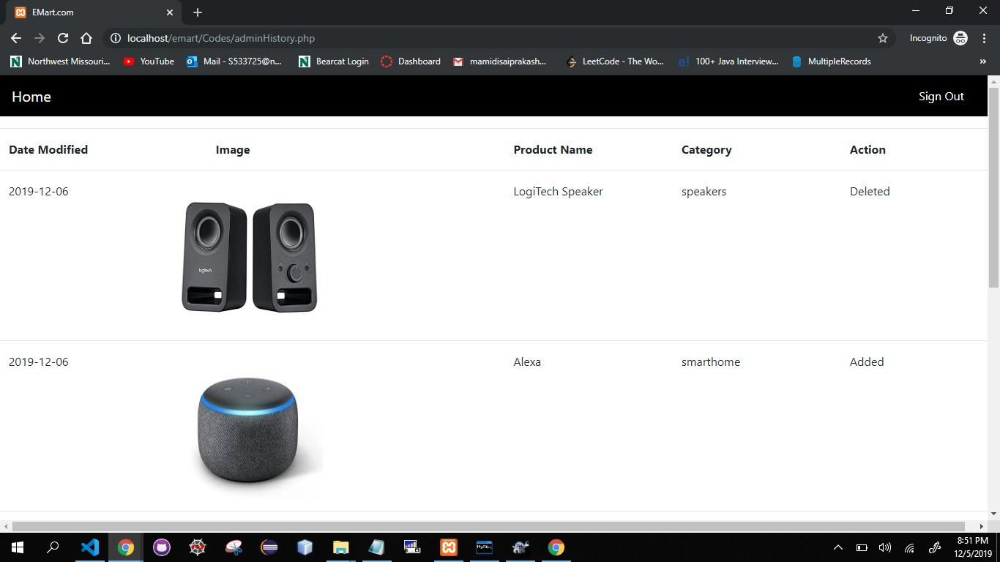 EMart.com
localhost/emart/Codes/adminHistory.php
Incognito
Northwest Missouri...
YouTube
Mail - S533725@n...
Bearcat Login
Dashboard
mamidisaiprakash...
LeetCode - The Wo...
100+ Java Interview...
MultipleRecords
»
Home
Sign Out
Date Modified Image Product Name Category Action
2019-12-06 LogiTech Speaker speakers Deleted
logitech
2019-12-06 Alexa smarthome Added
8:51 PM
12/5/2019